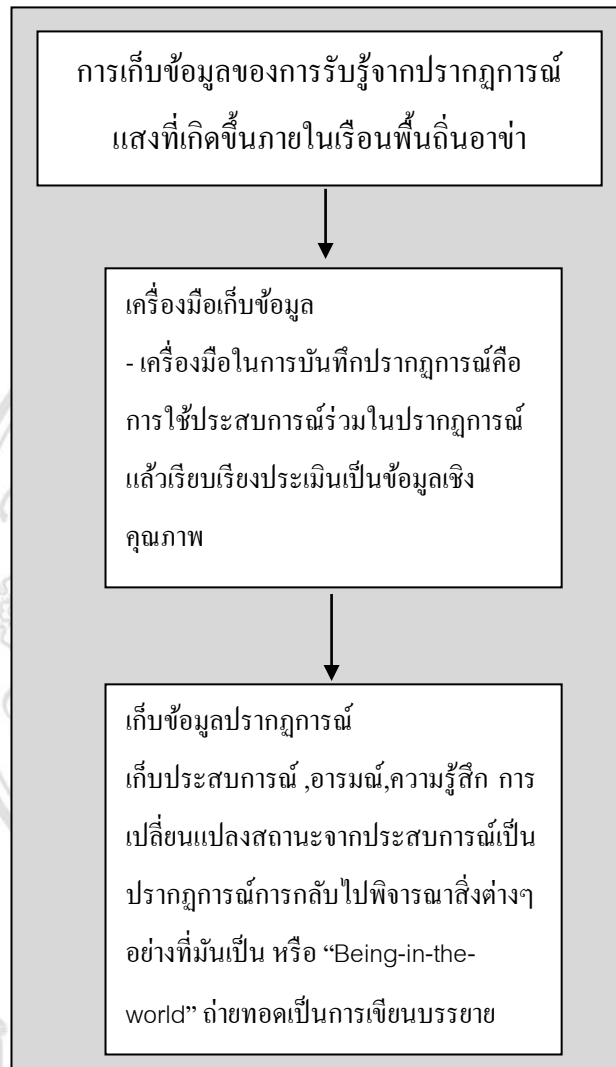 การเก็บข้อมูลของการรับรู้จากปรากฏการณ์
แสงที่เกิดขึ้นภายในเรือนพื้นถิ่นอาข่า
เครื่องมือเก็บข้อมูล
- เครื่องมือในการบันทึกปรากฏการณ์คือ
การใช้ประสบการณ์ร่วมในปรากฏการณ์
แล้วเรียบเรียงประเมินเป็นข้อมูลเชิง
คุณภาพ
เก็บข้อมูลปรากฏการณ์
เก็บประสบการณ์ ,อารมณ์,ความรู้สึก การ
เปลี่ยนแปลงสถานะจากประสบการณ์เป็น
ปรากฏการณ์การกลับไปพิจารณาสิ่งต่างๆ
อย่างที่มันเป็น หรือ “Being-in-the-
world” ถ่ายทอดเป็นการเขียนบรรยาย